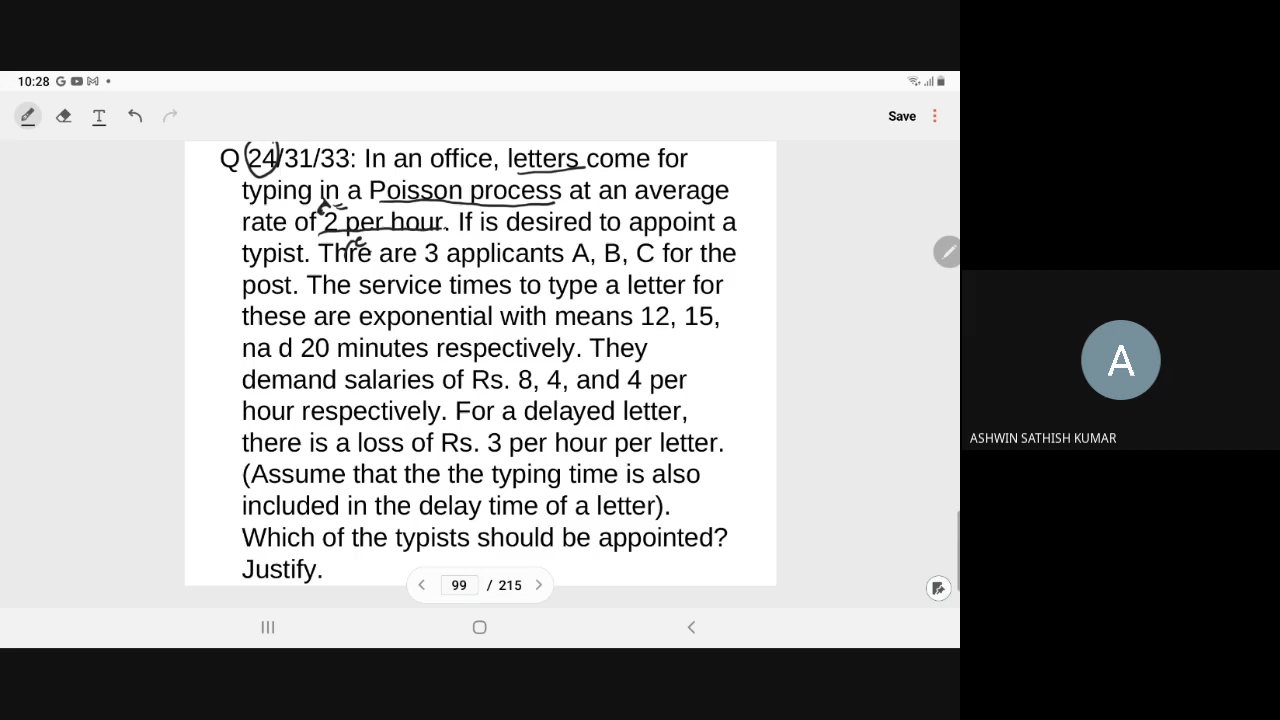 10:28
Save
Q 24/31/33: In an office, letters come for
typing in a Poisson process at an average
rate of 2 per hour. If is desired to appoint a
typist. Thre are 3 applicants A, B, C for the
post. The service times to type a letter for
these are exponential with means 12, 15,
na d 20 minutes respectively. They
demand salaries of Rs. 8, 4, and 4 per
hour respectively. For a delayed letter,
there is a loss of Rs. 3 per hour per letter.
(Assume that the the typing time is also
included in the delay time of a letter).
Which of the typists should be appointed?
Justify.
99 / 215
A
ASHWIN SATHISH KUMAR